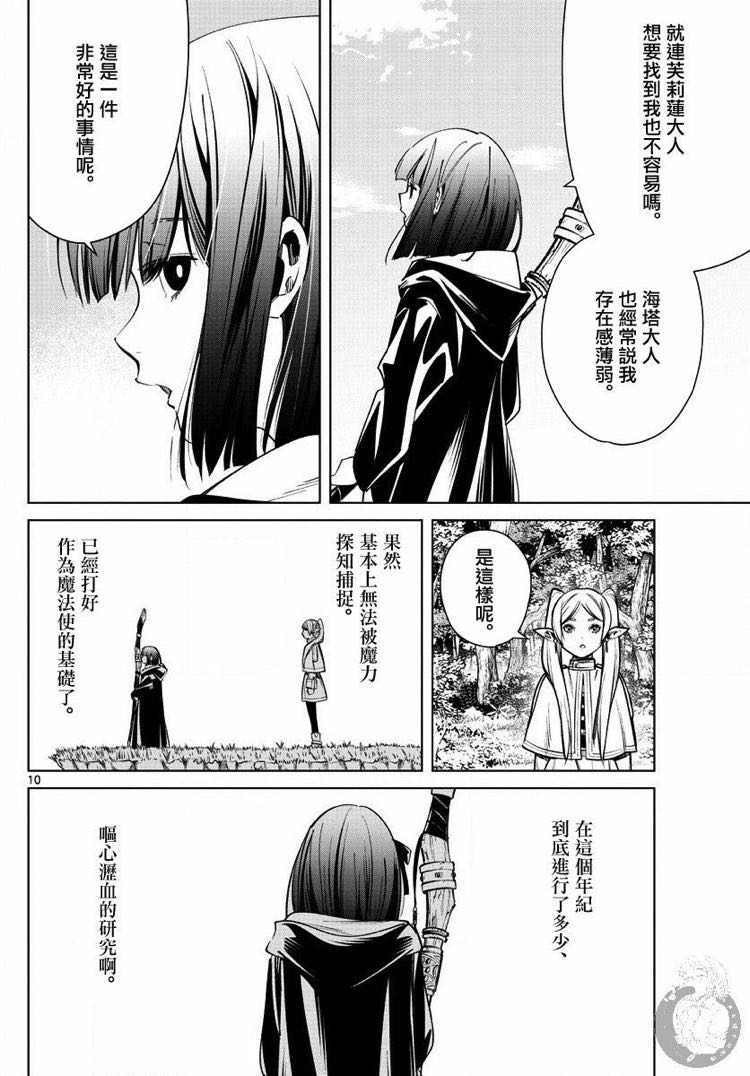 就連芙莉蓮大人
想要找到我也不容易嗎。
海塔大人
也經常說我
存在感薄弱。
這是一件
非常好的事情呢。
是這樣呢。
果然
基本上無法被魔力
探知捕捉。
已經打好
作為魔法使的基礎了。
10
在這個年紀
到底進行了多少、
嘔心瀝血的研究啊。